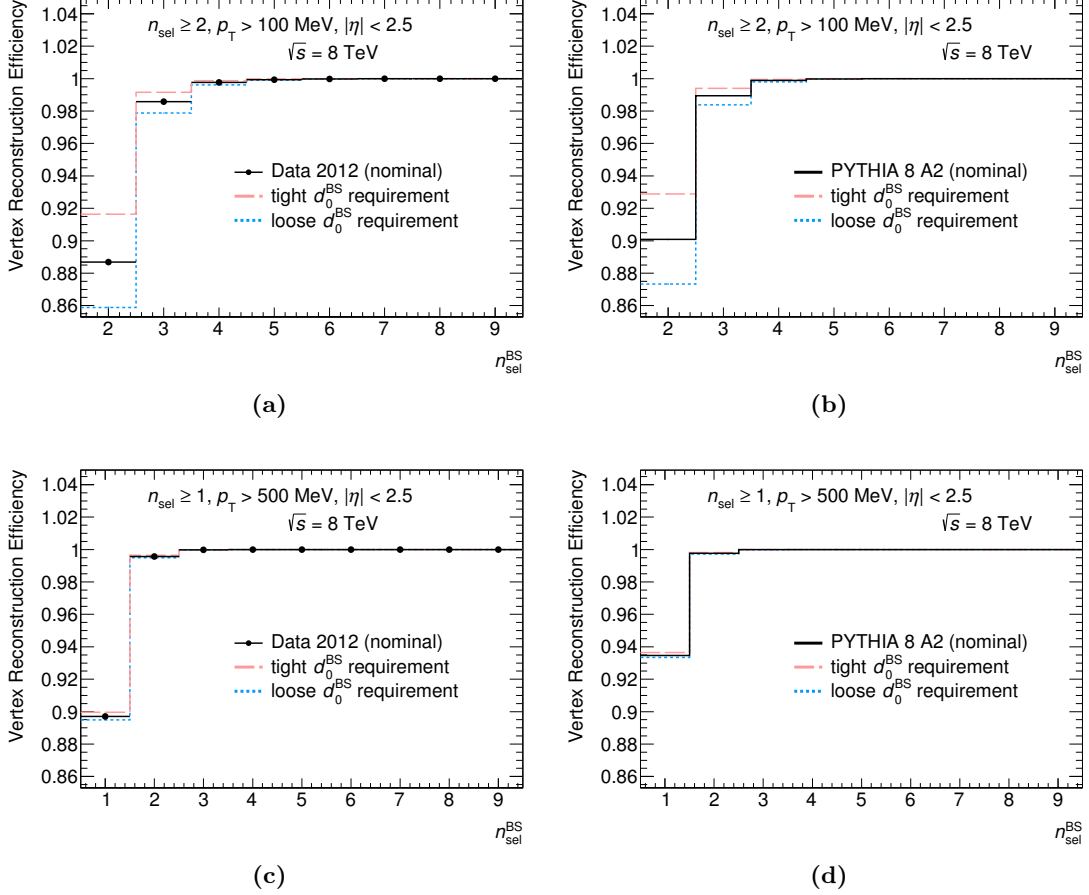 Vertex Reconstruction Efficiency
n_sel ≥ 2, p_T > 100 MeV, |η| < 2.5
√s = 8 TeV
1.04
1.02
1
0.98
0.96
0.94
0.92
0.9
0.88
0.86
Data 2012 (nominal)
tight d_0^BS requirement
loose d_0^BS requirement
2 3 4 5 6 7 8 9
n_sel^BS
(a)
Vertex Reconstruction Efficiency
n_sel ≥ 2, p_T > 100 MeV, |η| < 2.5
√s = 8 TeV
1.04
1.02
1
0.98
0.96
0.94
0.92
0.9
0.88
0.86
PYTHIA 8 A2 (nominal)
tight d_0^BS requirement
loose d_0^BS requirement
2 3 4 5 6 7 8 9
n_sel^BS
(b)
Vertex Reconstruction Efficiency
n_sel ≥ 1, p_T > 500 MeV, |η| < 2.5
√s = 8 TeV
1.04
1.02
1
0.98
0.96
0.94
0.92
0.9
0.88
0.86
Data 2012 (nominal)
tight d_0^BS requirement
loose d_0^BS requirement
1 2 3 4 5 6 7 8 9
n_sel^BS
(c)
Vertex Reconstruction Efficiency
n_sel ≥ 1, p_T > 500 MeV, |η| < 2.5
√s = 8 TeV
1.04
1.02
1
0.98
0.96
0.94
0.92
0.9
0.88
0.86
PYTHIA 8 A2 (nominal)
tight d_0^BS requirement
loose d_0^BS requirement
1 2 3 4 5 6 7 8 9
n_sel^BS
(d)